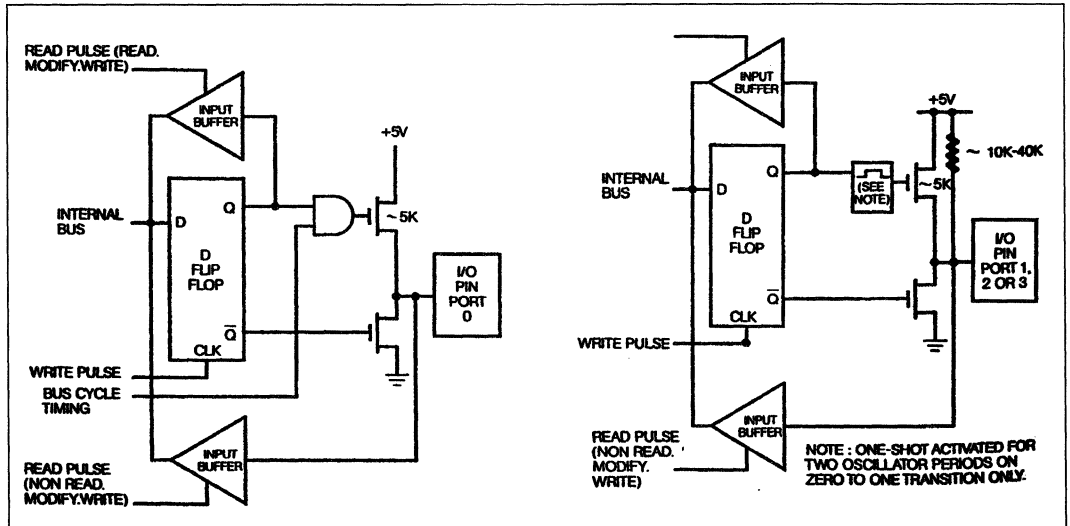 READ PULSE (READ.
MODIFY.WRITE)
INPUT
BUFFER
+5V
INTERNAL
BUS
D
Q
D
FLIP
FLOP
~5K
I/O
PIN
PORT
0
Q
CLK
WRITE PULSE
BUS CYCLE
TIMING
INPUT
BUFFER
READ PULSE
(NON READ.
MODIFY.WRITE)
INPUT
BUFFER
+5V
~ 10K-40K
INTERNAL
BUS
D
Q
(SEE
NOTE)
~5K
D
FLIP
FLOP
I/O
PIN
PORT 1,
2 OR 3
Q
CLK
WRITE PULSE
INPUT
BUFFER
READ PULSE
(NON READ.
MODIFY.
WRITE)
NOTE : ONE-SHOT ACTIVATED FOR
TWO OSCILLATOR PERIODS ON
ZERO TO ONE TRANSITION ONLY.